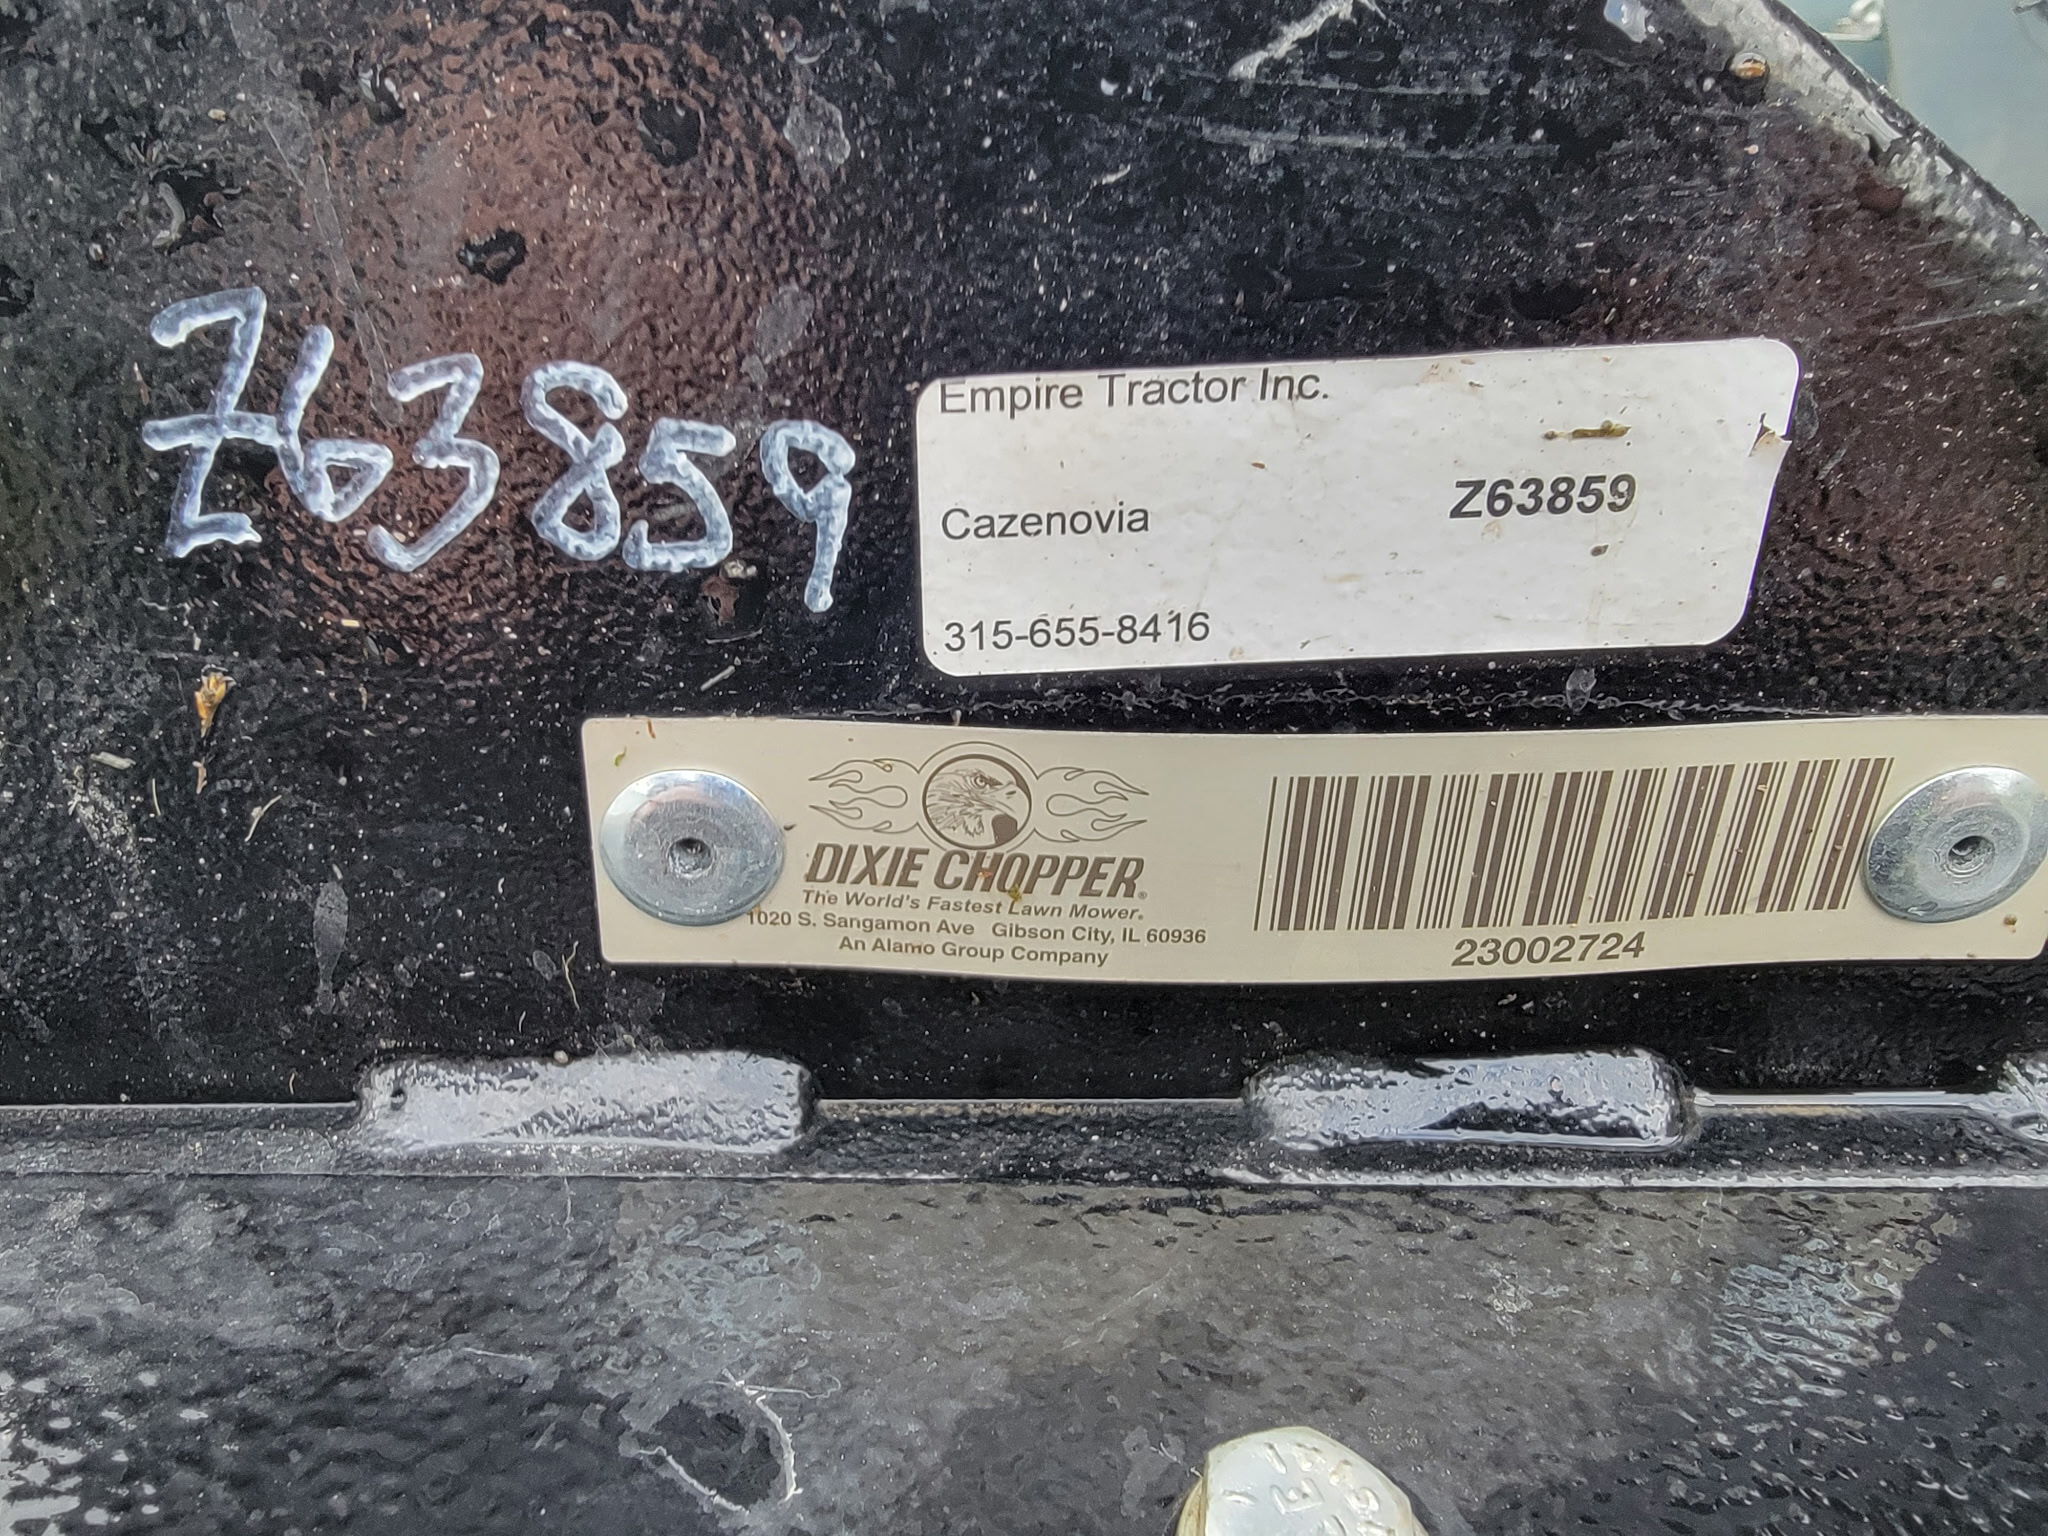 Z63859
Empire Tractor Inc.
Cazenovia
Z63859
315-655-8416
DIXIE CHOPPER®
The World's Fastest Lawn Mower®
1020 S. Sangamon Ave Gibson City, IL 60936
An Alamo Group Company
23002724